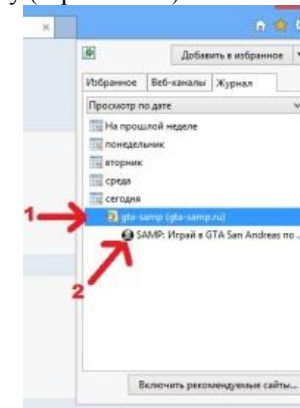 Добавить в избранное
Избранное Веб-каналы Журнал
Просмотр по дате
На прошлой неделе
понедельник
вторник
среда
сегодня
1
gta-samp (gta-samp.ru)
SAMP: Играй в GTA San Andreas по ...
2
Включить рекомендуемые сайты...